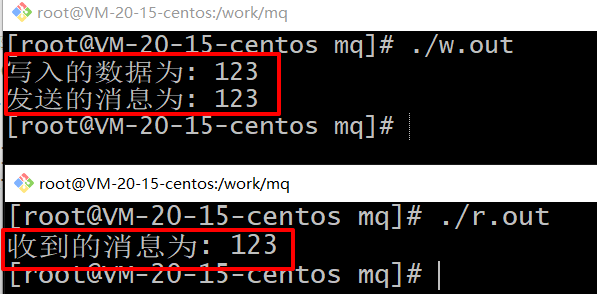 root@VM-20-15-centos:/work/mq
[root@VM-20-15-centos mq]# ./w.out
写入的数据为: 123
发送的消息为: 123
[root@VM-20-15-centos mq]#
root@VM-20-15-centos:/work/mq
[root@VM-20-15-centos mq]# ./r.out
收到的消息为: 123
[root@VM-20-15-centos mq]#